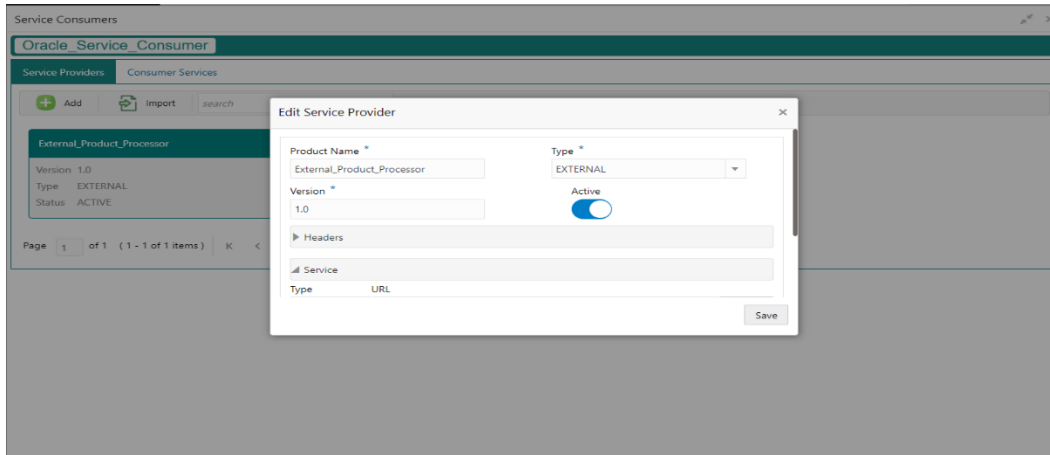 Service Consumers
Oracle_Service_Consumer
Service Providers Consumer Services
Add Import search
Edit Service Provider
External_Product_Processor
Version 1.0
Type EXTERNAL
Status ACTIVE
Page 1 of 1 ( 1 - 1 of 1 items )
Product Name * Type *
External_Product_Processor EXTERNAL
Version * Active
1.0
Headers
Service
Type URL
Save